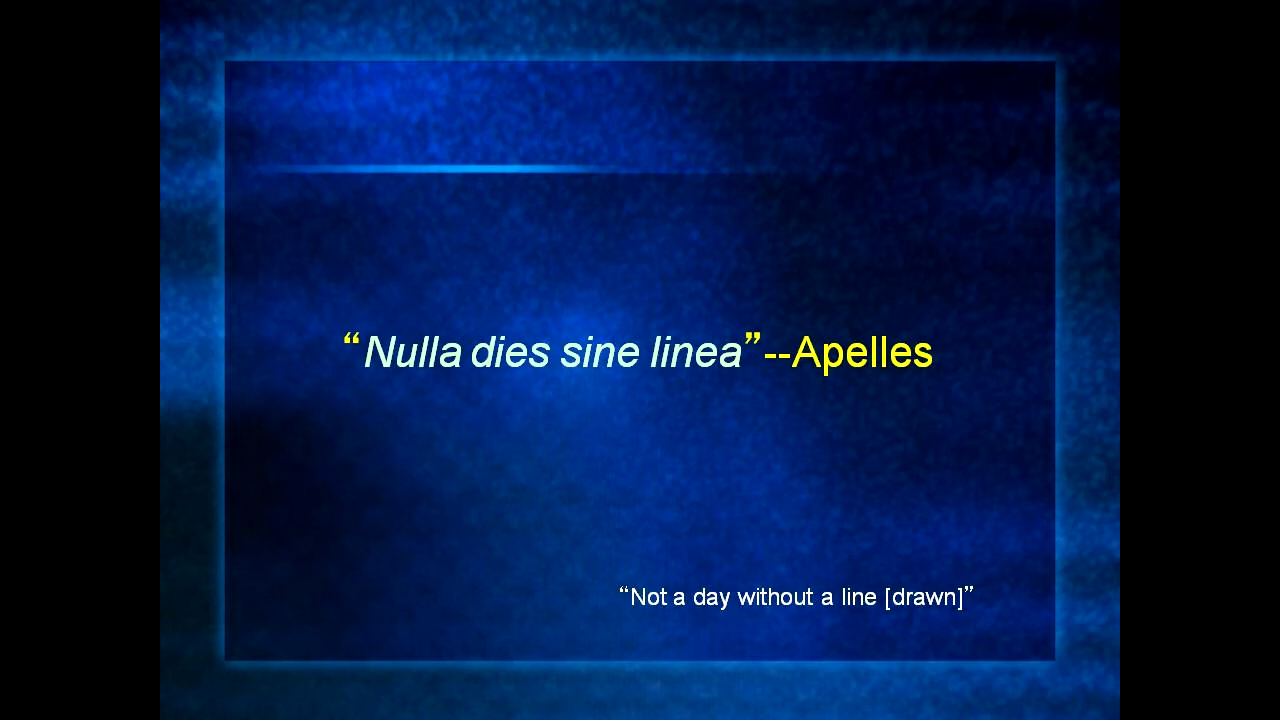 “Nulla dies sine linea”--Apelles
“Not a day without a line [drawn]”